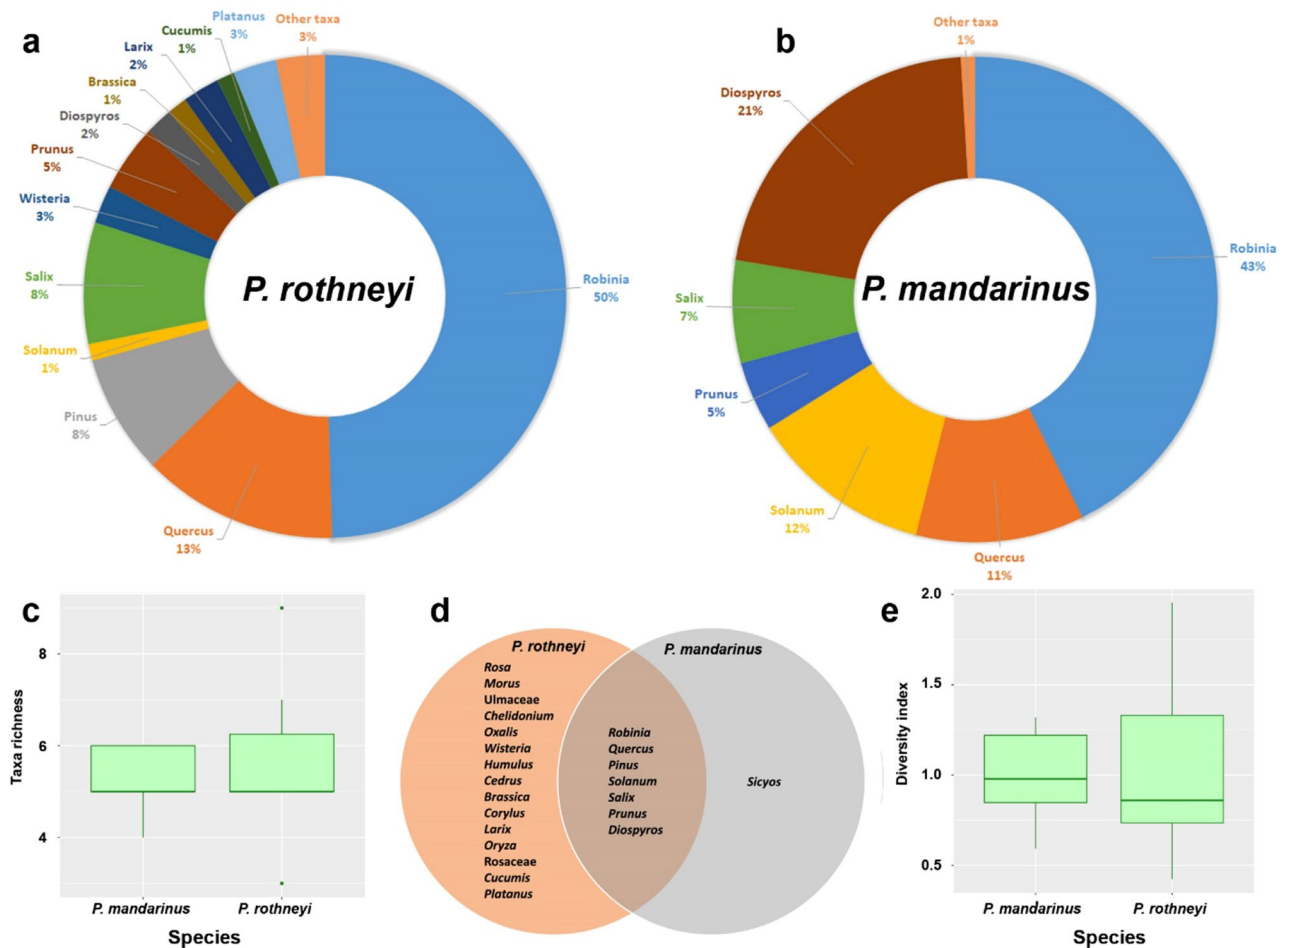 a
Platanus
3%
Other taxa
3%
Cucumis
1%
Larix
2%
Brassica
1%
Diospyros
2%
Prunus
5%
Wisteria
3%
Salix
8%
Solanum
1%
Pinus
8%
Quercus
13%
Robinia
50%
P. rothneyi
b
Other taxa
1%
Diospyros
21%
Salix
7%
Prunus
5%
Solanum
12%
Quercus
11%
Robinia
43%
P. mandarinus
c
Taxa richness
8
6
4
P. mandarinus
P. rothneyi
Species
d
P. rothneyi
Rosa
Morus
Ulmaceae
Chelidonium
Oxalis
Wisteria
Humulus
Cedrus
Brassica
Corylus
Larix
Oryza
Rosaceae
Cucumis
Platanus
Robinia
Quercus
Pinus
Solanum
Salix
Prunus
Diospyros
P. mandarinus
Sicyos
e
Diversity index
2.0
1.5
1.0
0.5
P. mandarinus
P. rothneyi
Species